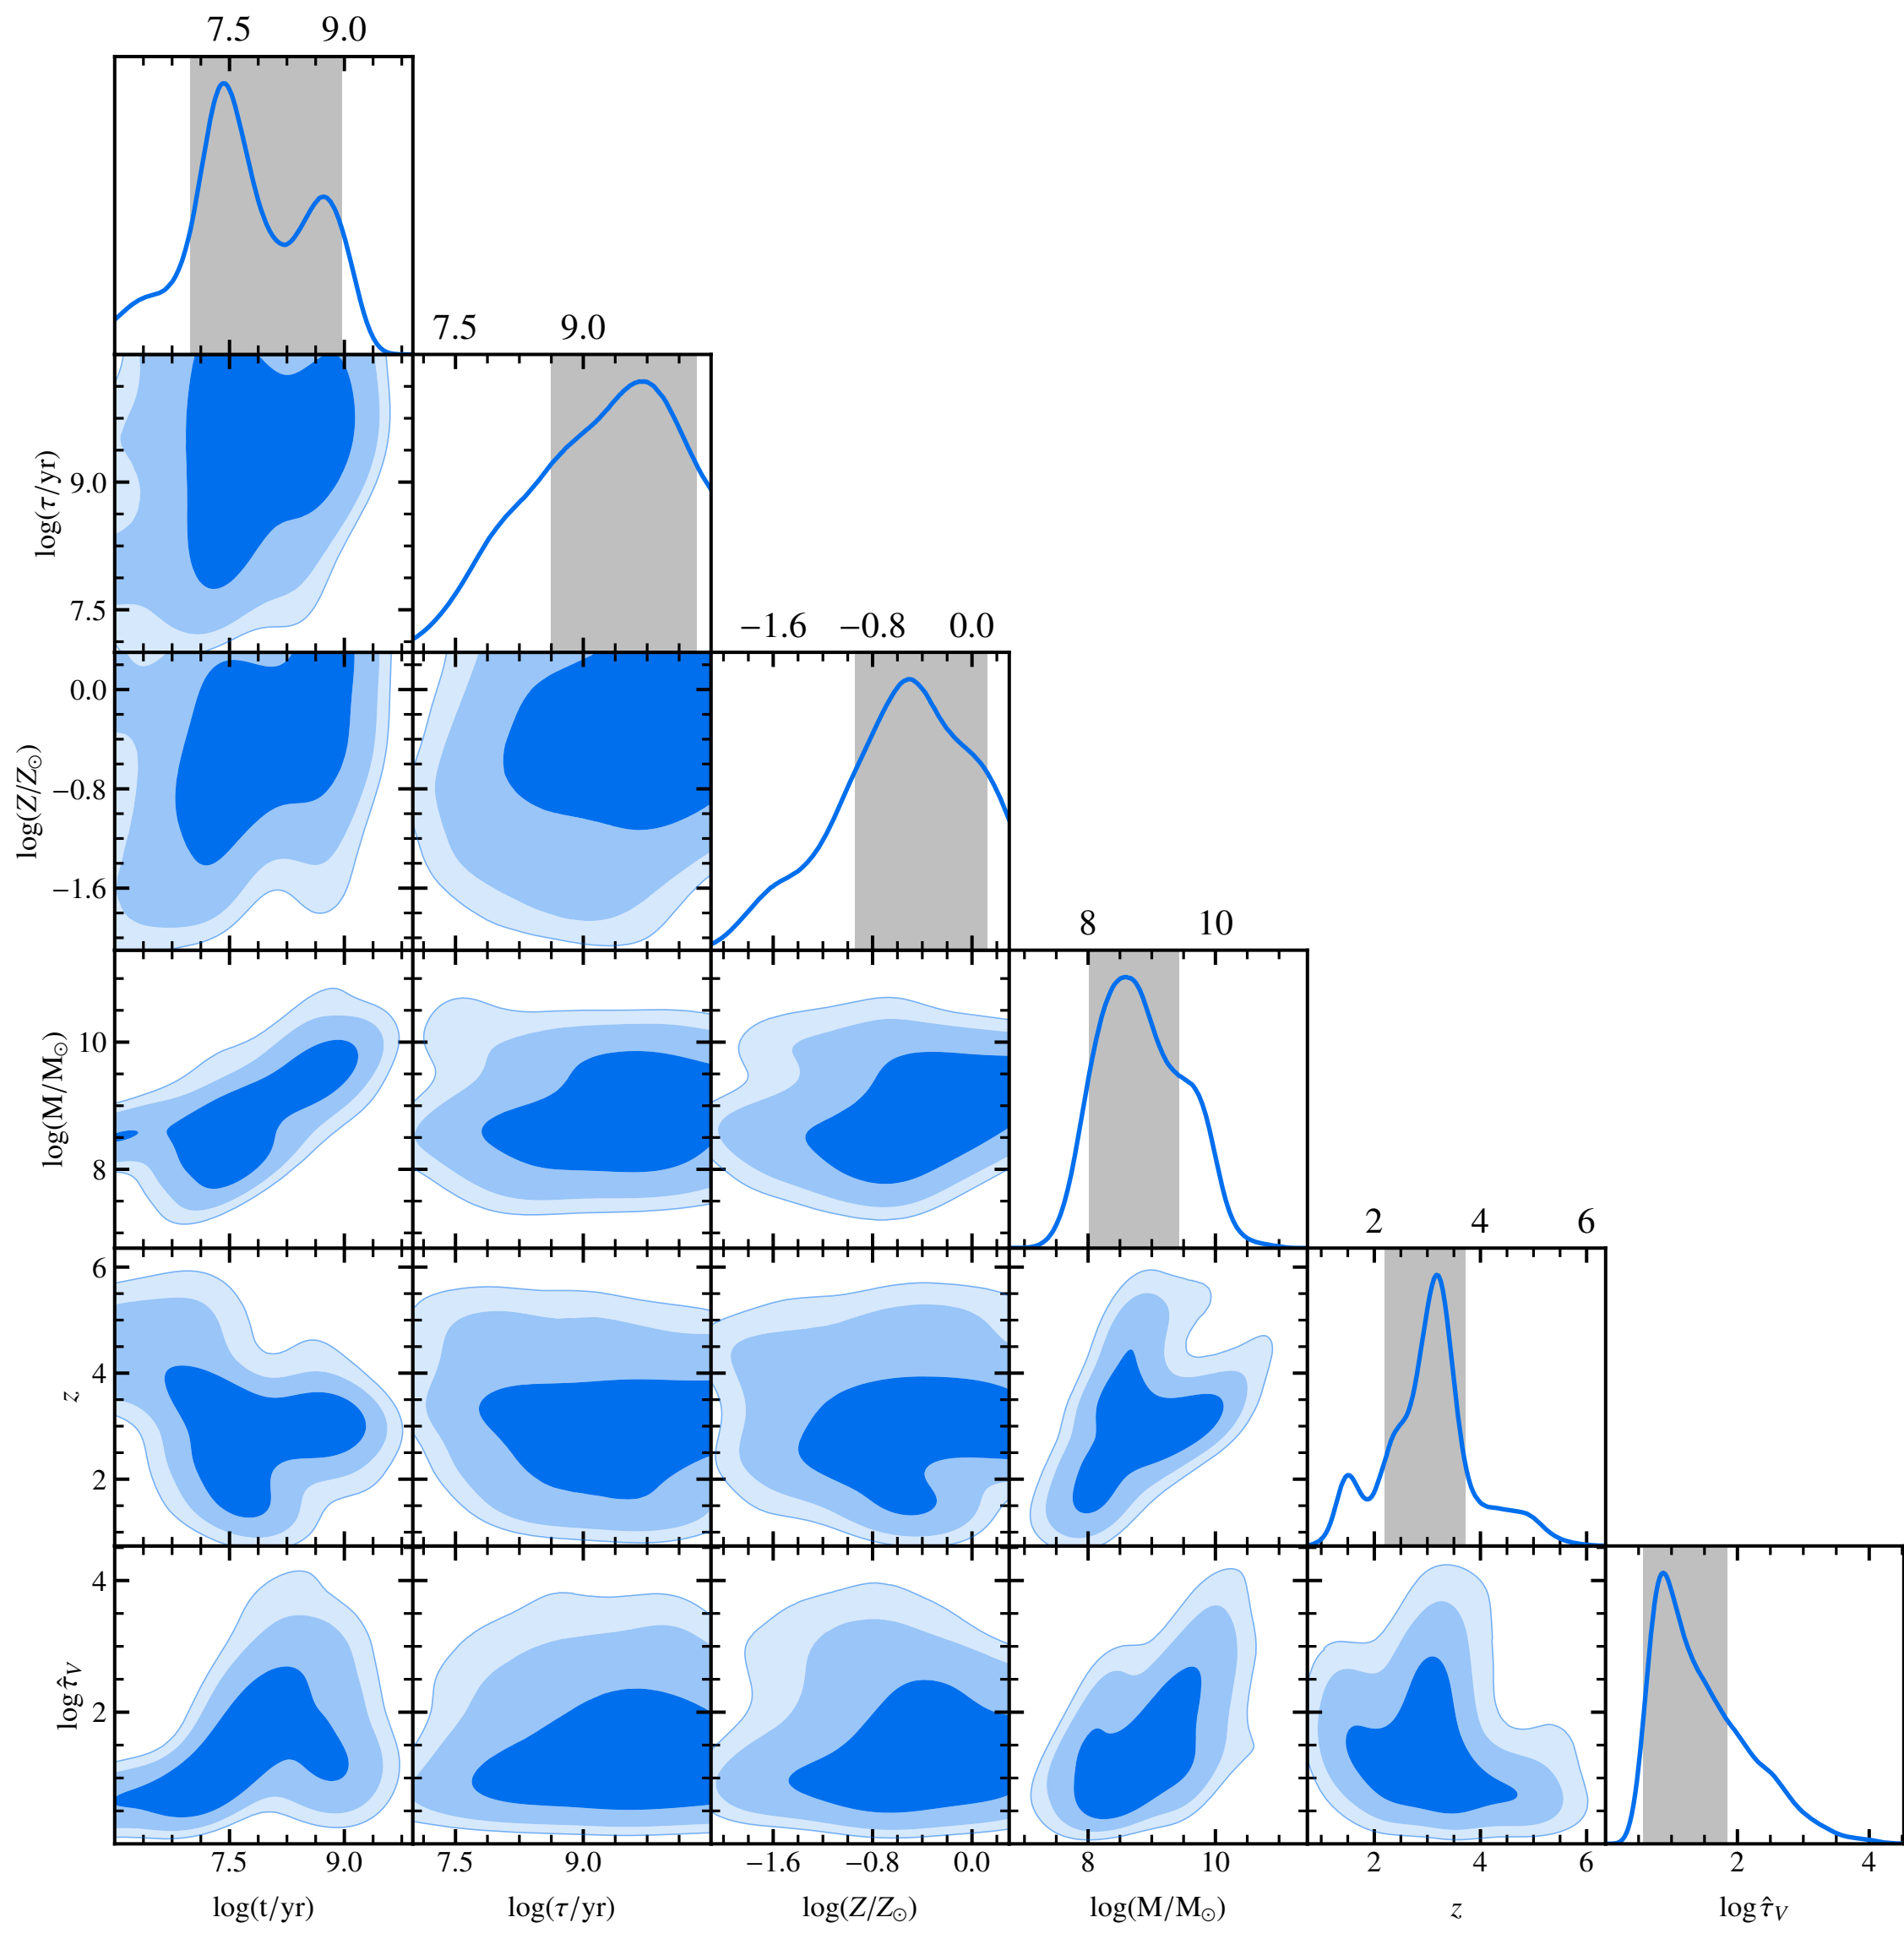 7.5 9.0
7.5 9.0
log(τ/yr)
9.0
7.5
−1.6 −0.8 0.0
log(Z/Z⊙)
0.0
−0.8
−1.6
8 10
log(M/M⊙)
10
8
2 4 6
z
6
4
2
log τ̂V
4
2
7.5 9.0 7.5 9.0 −1.6 −0.8 0.0 8 10 2 4 6 2 4
log(t/yr) log(τ/yr) log(Z/Z⊙) log(M/M⊙) z log τ̂V